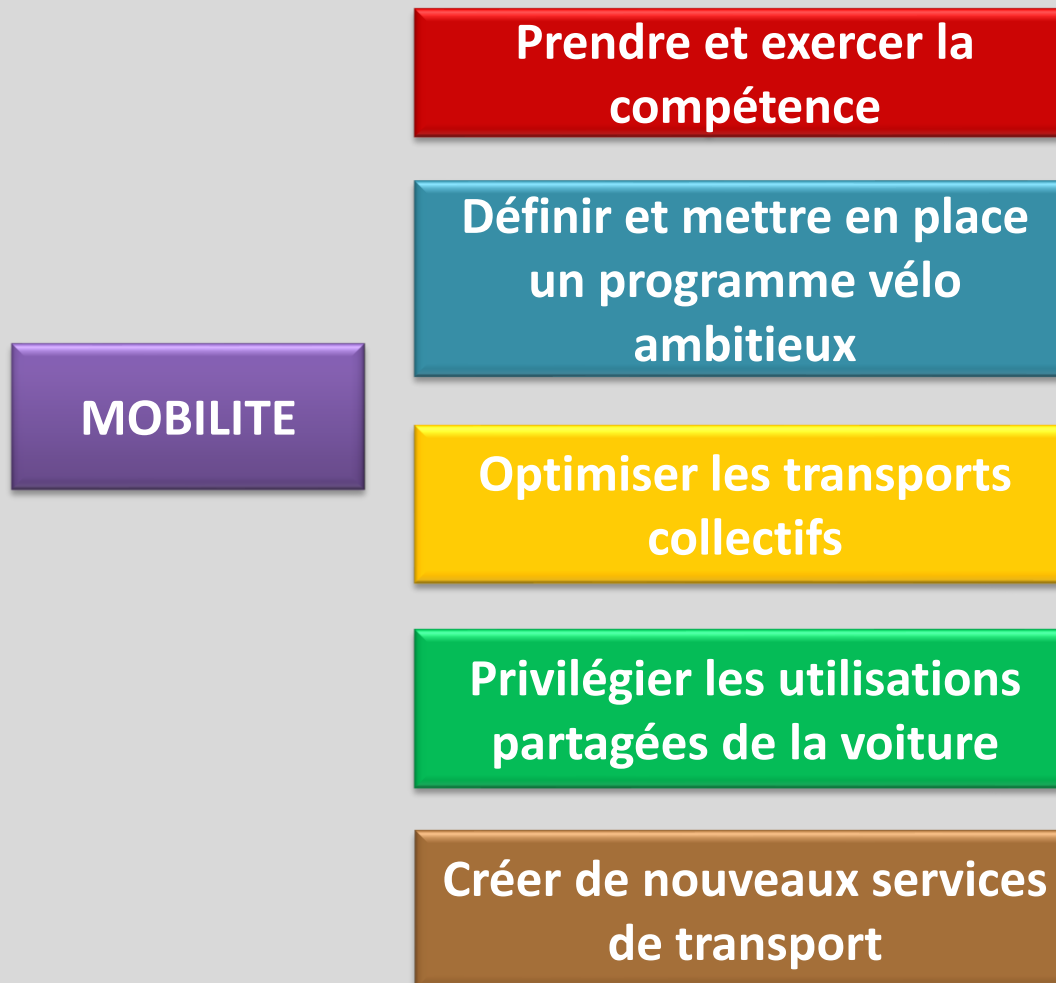 Prendre et exercer la
compétence
Définir et mettre en place
un programme vélo
ambitieux
MOBILITE
Optimiser les transports
collectifs
Privilégier les utilisations
partagées de la voiture
Créer de nouveaux services
de transport